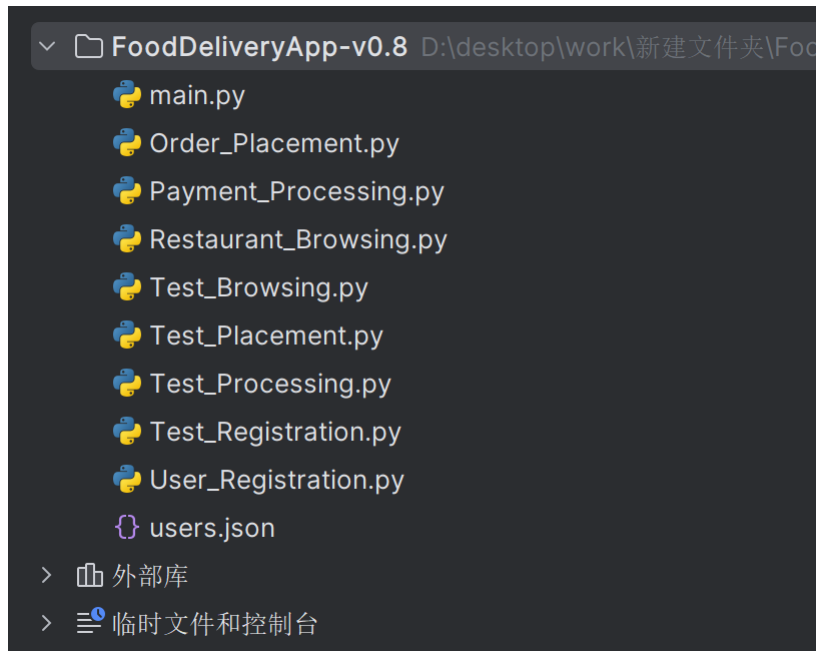 FoodDeliveryApp-v0.8 D:\desktop\work\新建文件夹\Foo
main.py
Order_Placement.py
Payment_Processing.py
Restaurant_Browsing.py
Test_Browsing.py
Test_Placement.py
Test_Processing.py
Test_Registration.py
User_Registration.py
{} users.json
外部库
临时文件和控制台